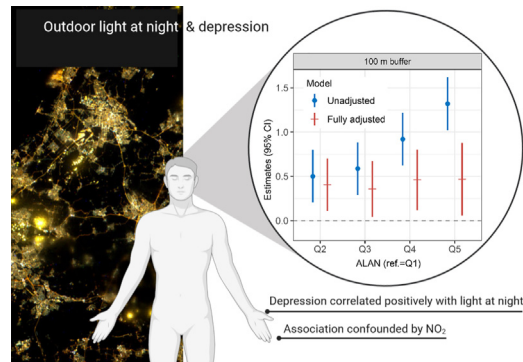 Outdoor light at night & depression
100 m buffer
Model
Unadjusted
Fully adjusted
Estimates (95% CI)
1.5
1.0
0.5
0.0
Q2 Q3 Q4 Q5
ALAN (ref.=Q1)
Depression correlated positively with light at night
Association confounded by NO₂